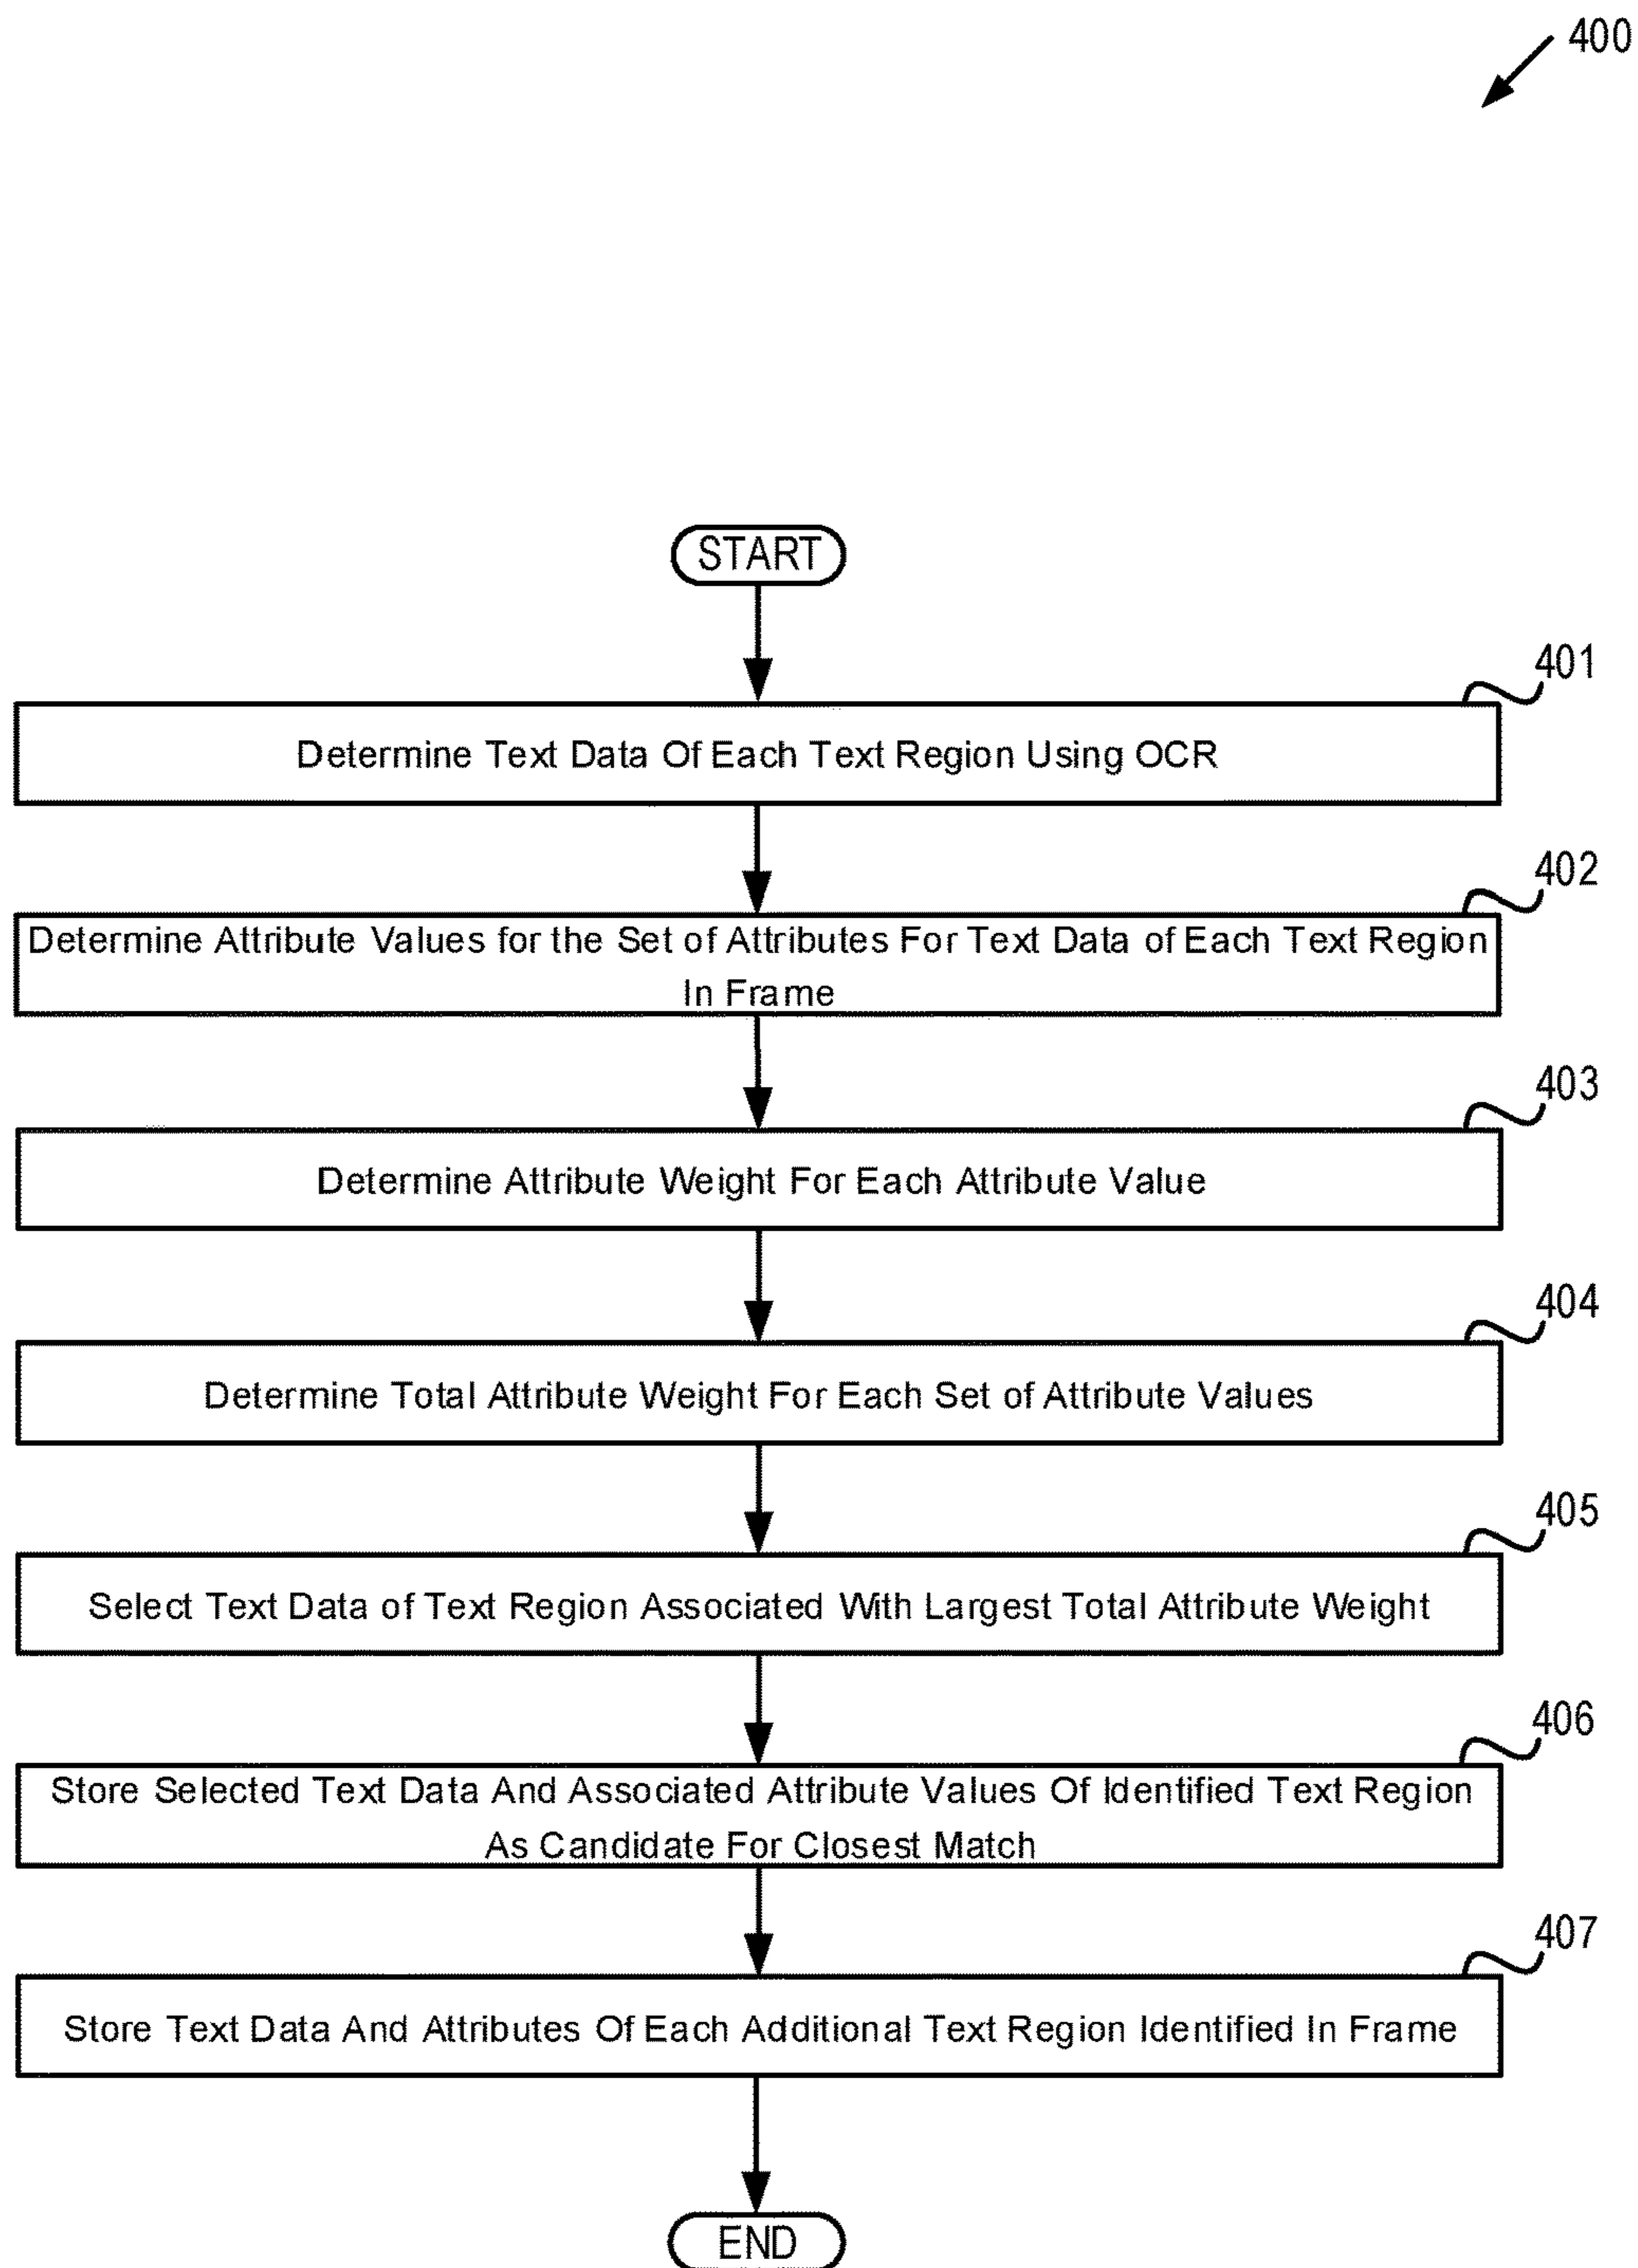 400
START
401
Determine Text Data Of Each Text Region Using OCR
402
Determine Attribute Values for the Set of Attributes For Text Data of Each Text Region
In Frame
403
Determine Attribute Weight For Each Attribute Value
404
Determine Total Attribute Weight For Each Set of Attribute Values
405
Select Text Data of Text Region Associated With Largest Total Attribute Weight
406
Store Selected Text Data And Associated Attribute Values Of Identified Text Region
As Candidate For Closest Match
407
Store Text Data And Attributes Of Each Additional Text Region Identified In Frame
END